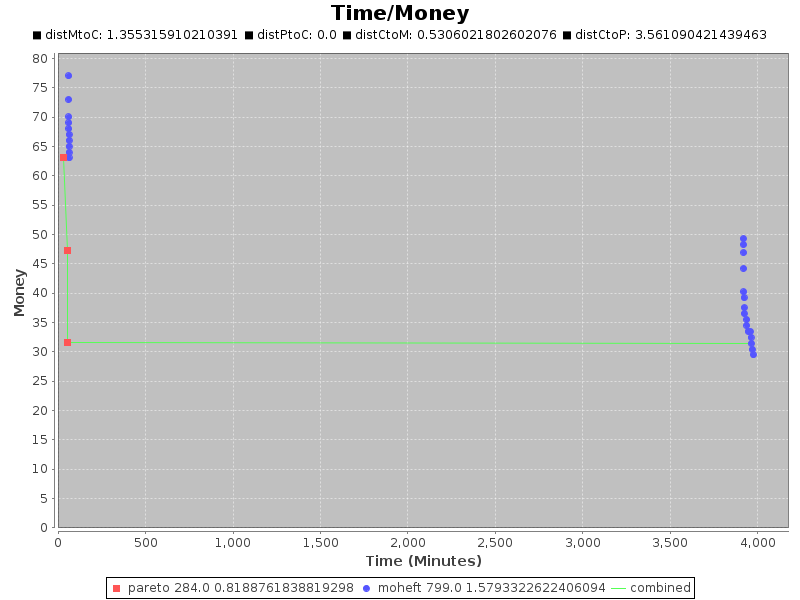 Time/Money
distMtoC: 1.355315910210391 distPtoC: 0.0 distCtoM: 0.5306021802602076 distCtoP: 3.561090421439463
80
75
70
65
60
55
50
45
40
35
30
25
20
15
10
5
0
Money
0 500 1,000 1,500 2,000 2,500 3,000 3,500 4,000
Time (Minutes)
pareto 284.0 0.8188761838819298 moheft 799.0 1.5793322622406094 combined